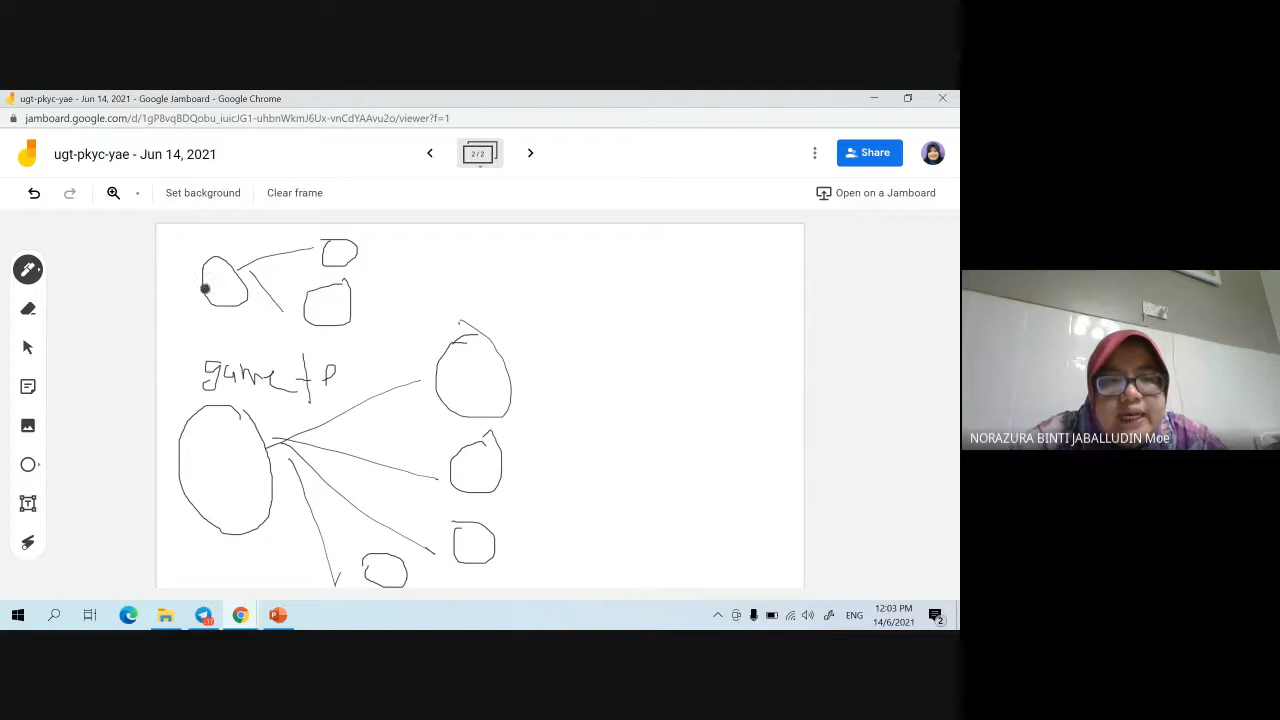 ugt-pkyc-yae - Jun 14, 2021 - Google Jamboard - Google Chrome
jamboard.google.com/d/1gP8vq8DQobu_iuicJG1-uhbnWkmJ6Ux-vnCdYAAvu2o/viewer?f=1
ugt-pkyc-yae - Jun 14, 2021
2 / 2
Share
Set background
Clear frame
Open on a Jamboard
game + P
NORAZURA BINTI JABALLUDIN Moe
ENG
12:03 PM
14/6/2021
2